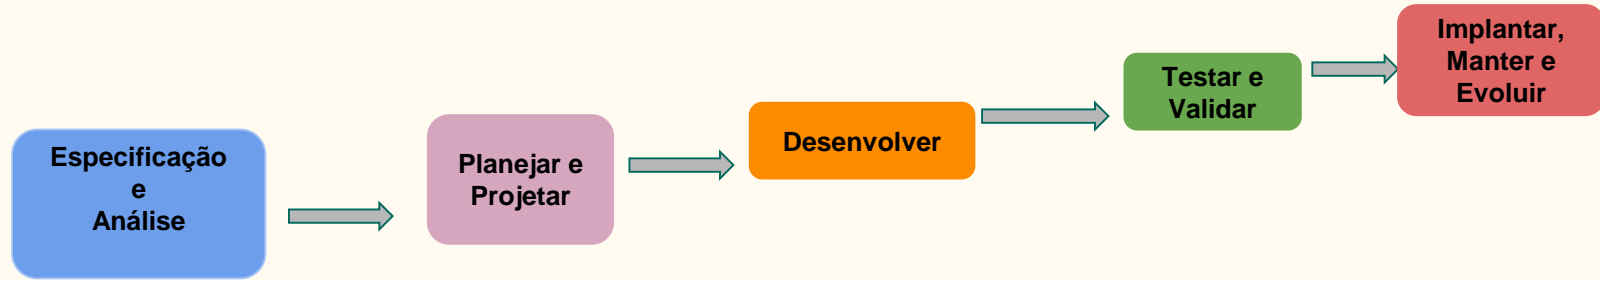 Especificação
e
Análise
Planejar e
Projetar
Desenvolver
Testar e
Validar
Implantar,
Manter e
Evoluir